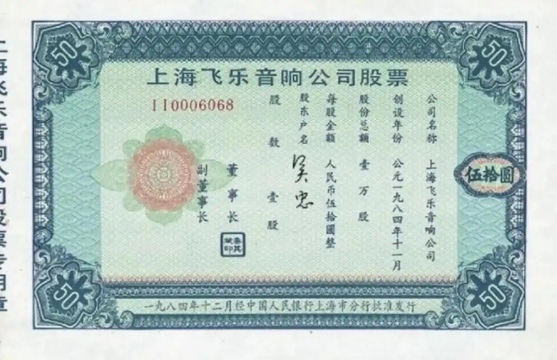 50
50
上海飞乐音响公司股票
II0006068
公司名称 上海飞乐音响公司
创设年份 公元一九八四年十一月
股份总额 壹万股
每股金额 人民币伍拾圆整
股东户名
股数 壹股
董事长
副董事长
伍拾圆
50
50
一九八四年十二月经中国人民银行上海市分行批准发行
上海飞乐音响公司股票专用章